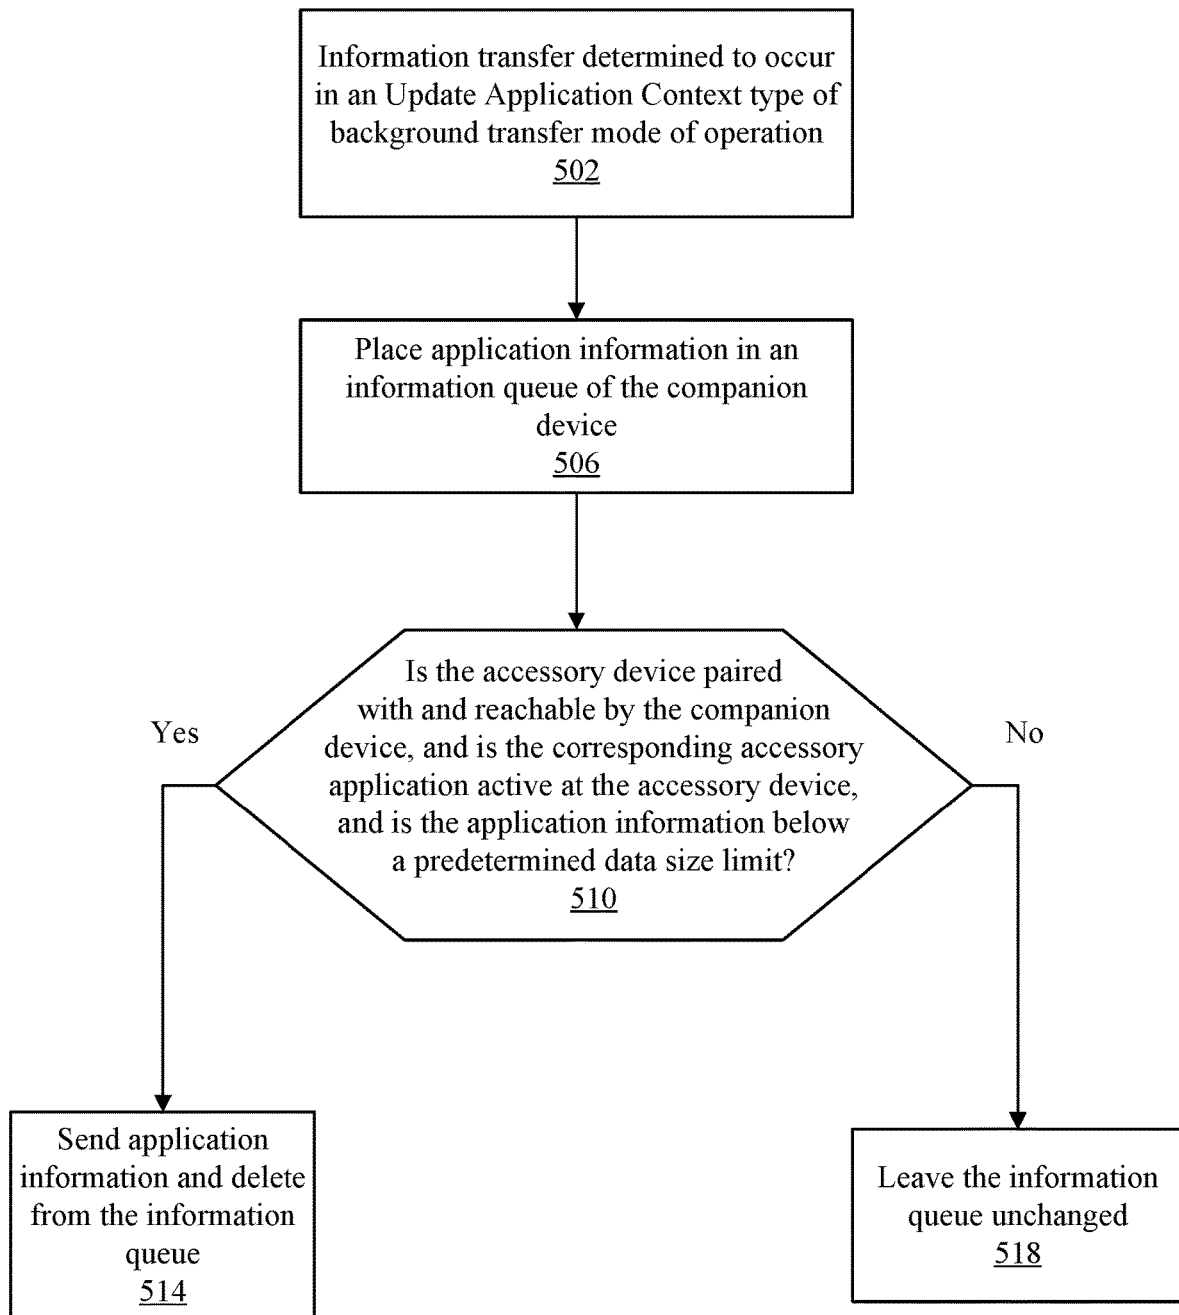 Information transfer determined to occur
in an Update Application Context type of
background transfer mode of operation
502
Place application information in an
information queue of the companion
device
506
Is the accessory device paired
with and reachable by the companion
device, and is the corresponding accessory
application active at the accessory device,
and is the application information below
a predetermined data size limit?
510
Yes
No
Send application
information and delete
from the information
queue
514
Leave the information
queue unchanged
518